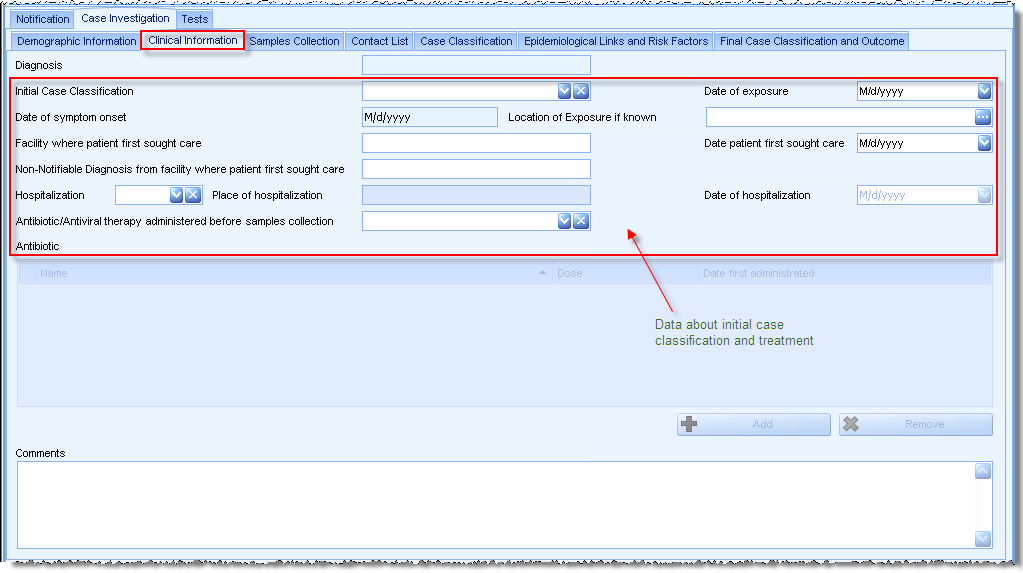 Notification Case Investigation Tests
Demographic Information Clinical Information Samples Collection Contact List Case Classification Epidemiological Links and Risk Factors Final Case Classification and Outcome
Diagnosis
Initial Case Classification Date of exposure M/d/yyyy
Date of symptom onset M/d/yyyy Location of Exposure if known ...
Facility where patient first sought care Date patient first sought care M/d/yyyy
Non-Notifiable Diagnosis from facility where patient first sought care
Hospitalization Place of hospitalization Date of hospitalization M/d/yyyy
Antibiotic/Antiviral therapy administered before samples collection
Antibiotic
Name Dose Date first administrated
Data about initial case
classification and treatment
Add Remove
Comments